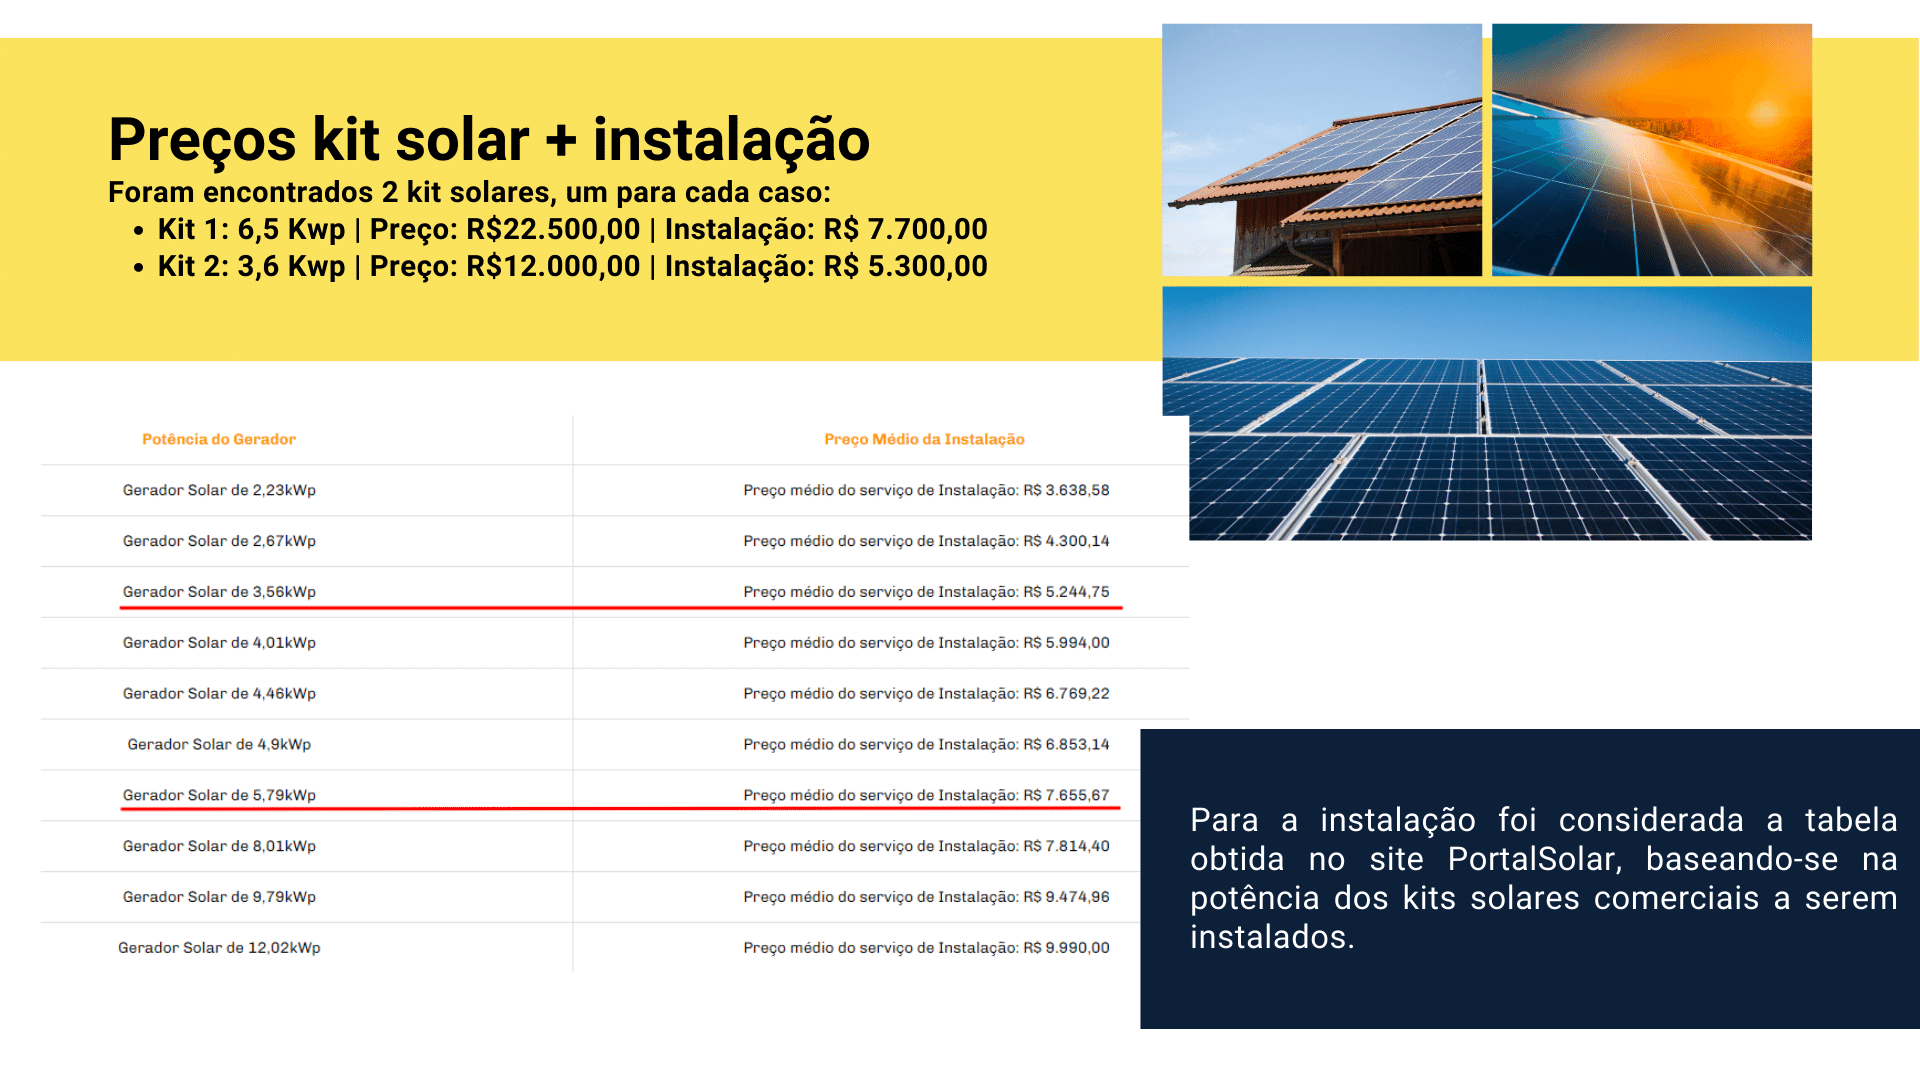 Preços kit solar + instalação
Foram encontrados 2 kit solares, um para cada caso:
• Kit 1: 6,5 Kwp | Preço: R$22.500,00 | Instalação: R$ 7.700,00
• Kit 2: 3,6 Kwp | Preço: R$12.000,00 | Instalação: R$ 5.300,00
Potência do Gerador Preço Médio da Instalação
Gerador Solar de 2,23kWp Preço médio do serviço de Instalação: R$ 3.638,58
Gerador Solar de 2,67kWp Preço médio do serviço de Instalação: R$ 4.300,14
Gerador Solar de 3,56kWp Preço médio do serviço de Instalação: R$ 5.244,75
Gerador Solar de 4,01kWp Preço médio do serviço de Instalação: R$ 5.994,00
Gerador Solar de 4,46kWp Preço médio do serviço de Instalação: R$ 6.769,22
Gerador Solar de 4,9kWp Preço médio do serviço de Instalação: R$ 6.853,14
Gerador Solar de 5,79kWp Preço médio do serviço de Instalação: R$ 7.655,67
Gerador Solar de 8,01kWp Preço médio do serviço de Instalação: R$ 7.814,40
Gerador Solar de 9,79kWp Preço médio do serviço de Instalação: R$ 9.474,96
Gerador Solar de 12,02kWp Preço médio do serviço de Instalação: R$ 9.990,00
Para a instalação foi considerada a tabela
obtida no site PortalSolar, baseando-se na
potência dos kits solares comerciais a serem
instalados.